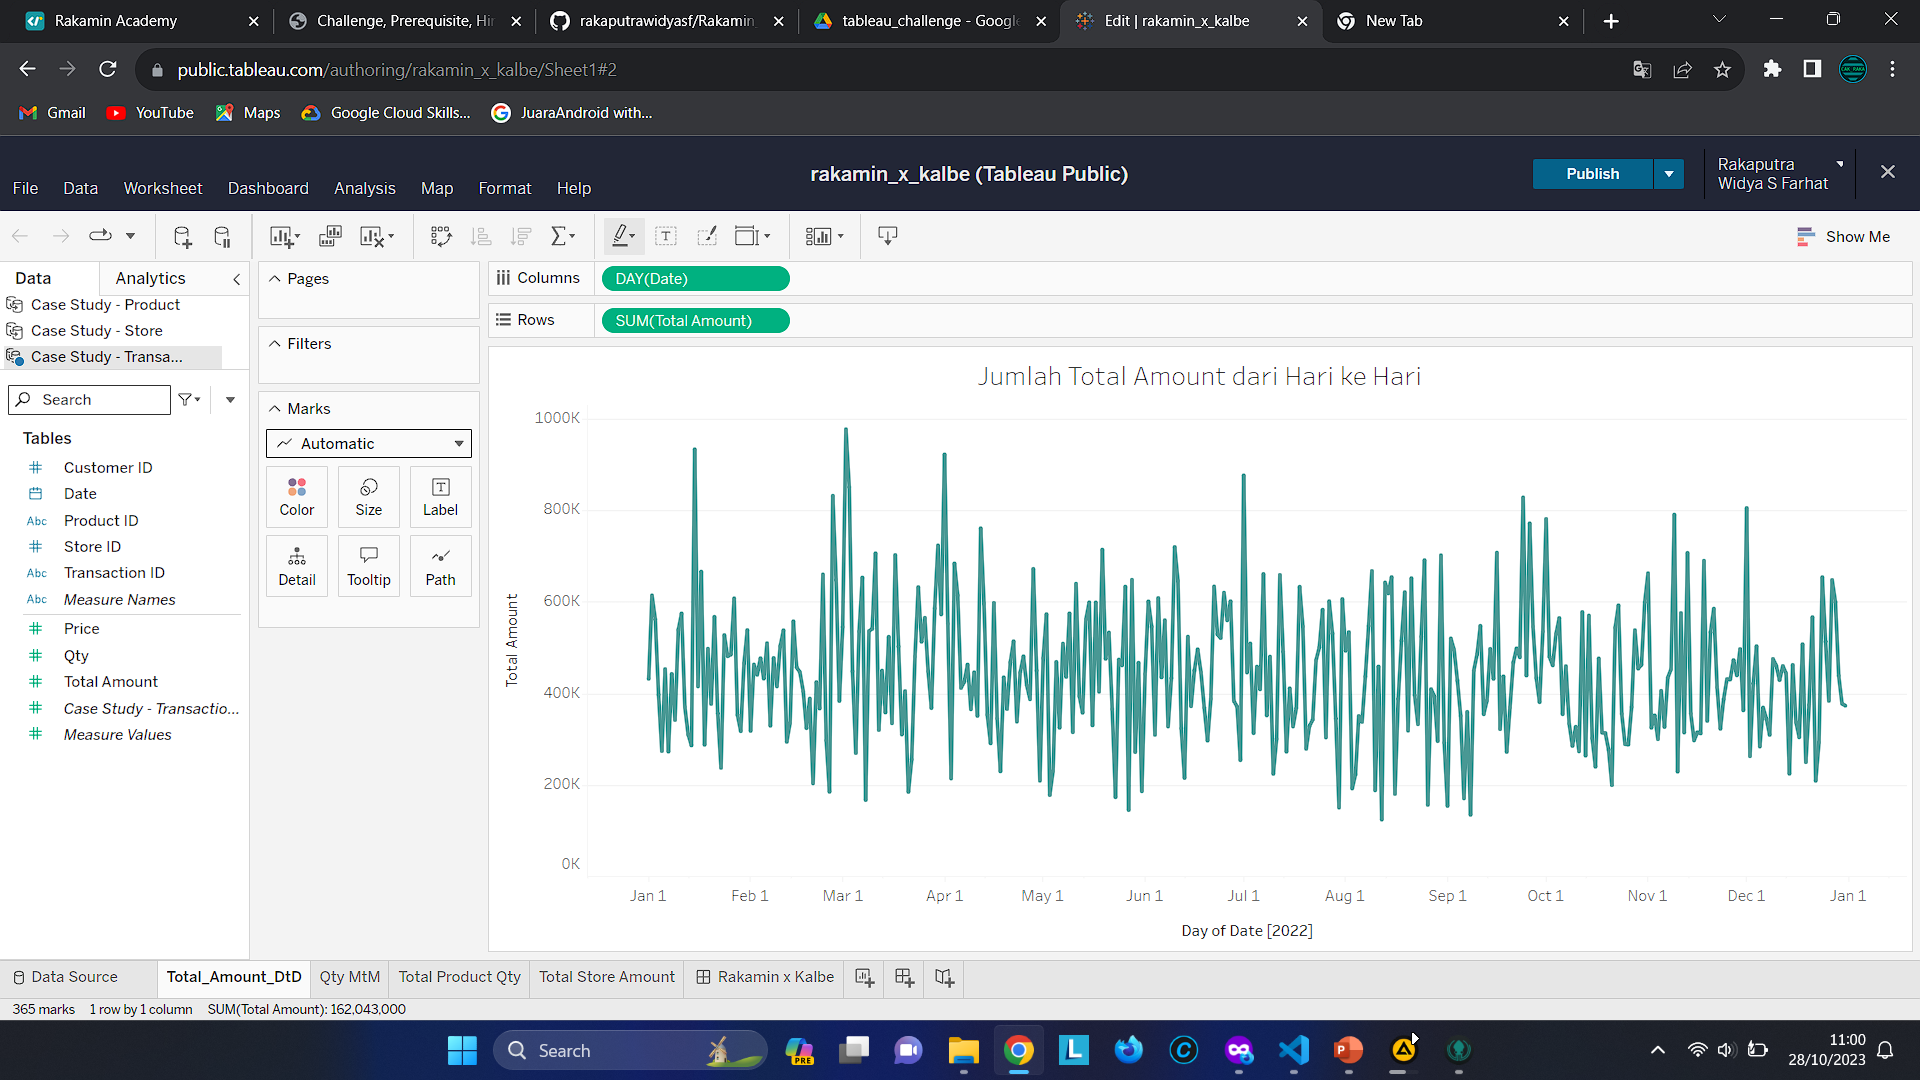 Rakamin Academy
Challenge, Prerequisite, Hin
rakaputrawidyasf/Rakamin_
tableau_challenge - Google
Edit | rakamin_x_kalbe
New Tab
public.tableau.com/authoring/rakamin_x_kalbe/Sheet1#2
Gmail
YouTube
Maps
Google Cloud Skills...
JuaraAndroid with...
rakamin_x_kalbe (Tableau Public)
Publish
Rakaputra
Widya S Farhat
File
Data
Worksheet
Dashboard
Analysis
Map
Format
Help
Show Me
Data
Analytics
Case Study - Product
Case Study - Store
Case Study - Transa...
Search
Tables
Customer ID
Date
Abc Product ID
Store ID
Abc Transaction ID
Abc Measure Names
Price
Qty
Total Amount
Case Study - Transactio...
Measure Values
Pages
Filters
Marks
Automatic
Color
Size
Label
Detail
Tooltip
Path
Columns
DAY(Date)
Rows
SUM(Total Amount)
Jumlah Total Amount dari Hari ke Hari
Total Amount
1000K
800K
600K
400K
200K
0K
Jan 1
Feb 1
Mar 1
Apr 1
May 1
Jun 1
Jul 1
Aug 1
Sep 1
Oct 1
Nov 1
Dec 1
Jan 1
Day of Date [2022]
Data Source
Total_Amount_DtD
Qty MtM
Total Product Qty
Total Store Amount
Rakamin x Kalbe
365 marks
1 row by 1 column
SUM(Total Amount): 162,043,000
Search
PRE
11:00
28/10/2023